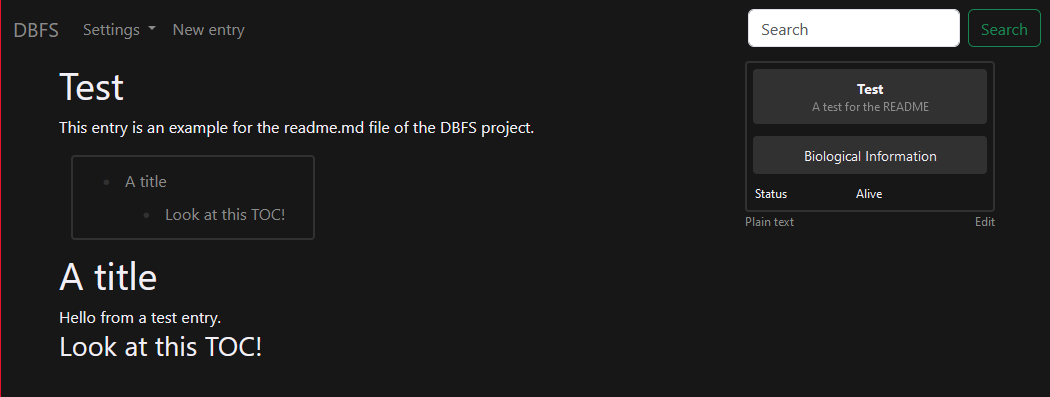 DBFS Settings New entry Search Search
Test
This entry is an example for the readme.md file of the DBFS project.
A title
Look at this TOC!
A title
Hello from a test entry.
Look at this TOC!
Test
A test for the README
Biological Information
Status Alive
Plain text Edit